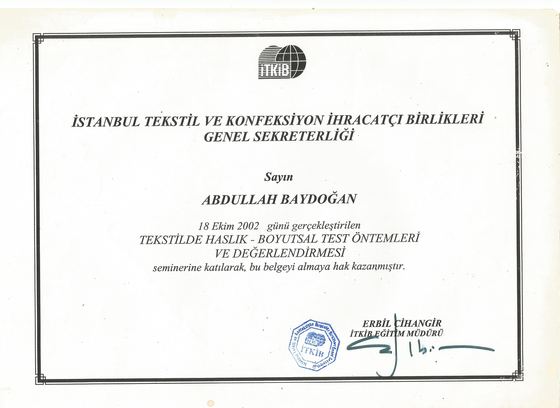 İTKİB
İSTANBUL TEKSTİL VE KONFEKSİYON İHRACATÇI BİRLİKLERİ
GENEL SEKRETERLİĞİ
Sayın
ABDULLAH BAYDOĞAN
18 Ekim 2002 günü gerçekleştirilen
TEKSTİLDE HASLIK - BOYUTSAL TEST ÖNTEMLERİ
VE DEĞERLENDİRMESİ
seminerine katılarak, bu belgeyi almaya hak kazanmıştır.
ERBİL CİHANGİR
İTKİB EĞİTİM MÜDÜRÜ
İTKİB